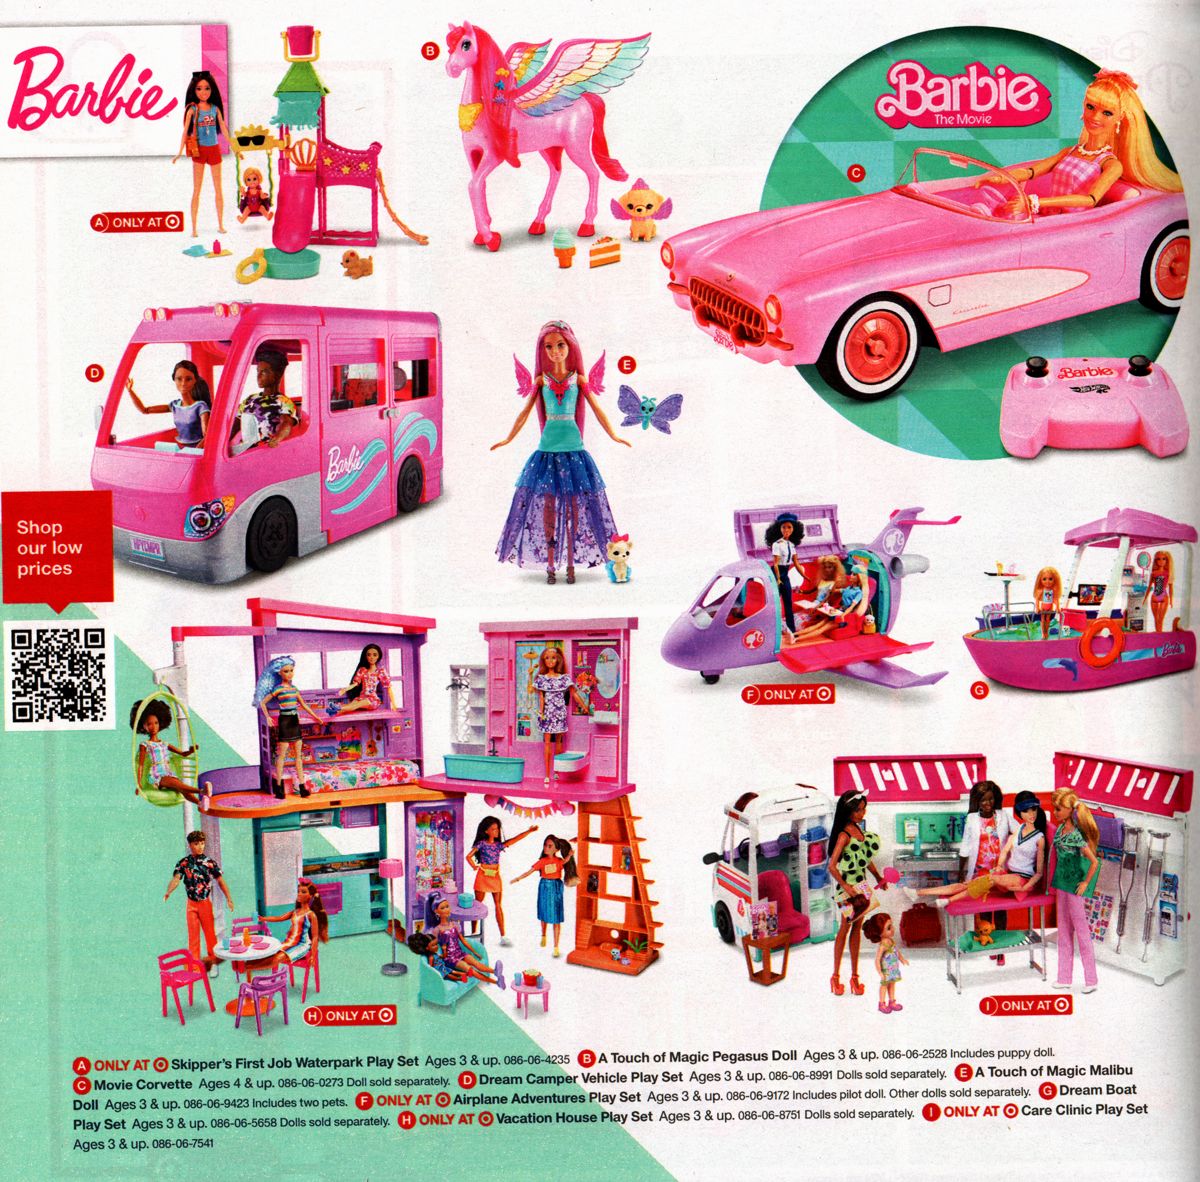 Barbie
B
Barbie
The Movie
C
A ONLY AT
D
E
Barbie
Barbie
Barbie
HPYCMPR
Shop
our low
prices
F ONLY AT
G
Barbie
H ONLY AT
I ONLY AT
A ONLY AT Skipper's First Job Waterpark Play Set Ages 3 & up. 086-06-4235 B A Touch of Magic Pegasus Doll Ages 3 & up. 086-06-2528 Includes puppy doll.
C Movie Corvette Ages 4 & up. 086-06-0273 Doll sold separately. D Dream Camper Vehicle Play Set Ages 3 & up. 086-06-8991 Dolls sold separately. E A Touch of Magic Malibu
Doll Ages 3 & up. 086-06-9423 Includes two pets. F ONLY AT Airplane Adventures Play Set Ages 3 & up. 086-06-9172 Includes pilot doll. Other dolls sold separately. G Dream Boat
Play Set Ages 3 & up. 086-06-5658 Dolls sold separately. H ONLY AT Vacation House Play Set Ages 3 & up. 086-06-8751 Dolls sold separately. I ONLY AT Care Clinic Play Set
Ages 3 & up. 086-06-7541